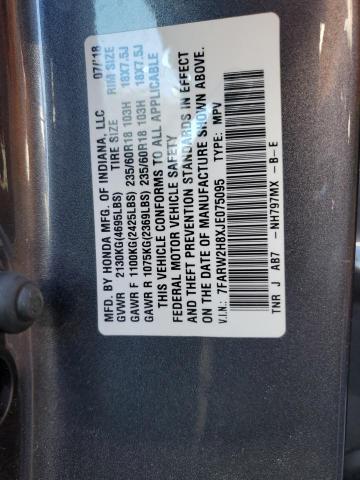 MFD. BY HONDA MFG. OF INDIANA, LLC 07/18
GVWR 2130KG(4695LBS) TIRE SIZE RIM SIZE
GAWR F 1100KG(2425LBS) 235/60R18 103H 18X7.5J
GAWR R 1075KG(2369LBS) 235/60R18 103H 18X7.5J
THIS VEHICLE CONFORMS TO ALL APPLICABLE
FEDERAL MOTOR VEHICLE SAFETY
AND THEFT PREVENTION STANDARDS IN EFFECT
ON THE DATE OF MANUFACTURE SHOWN ABOVE.
V.I.N.: 7FARW2H8XJE075095 TYPE: MPV
TNR J AB7 -NH797MX -B-E